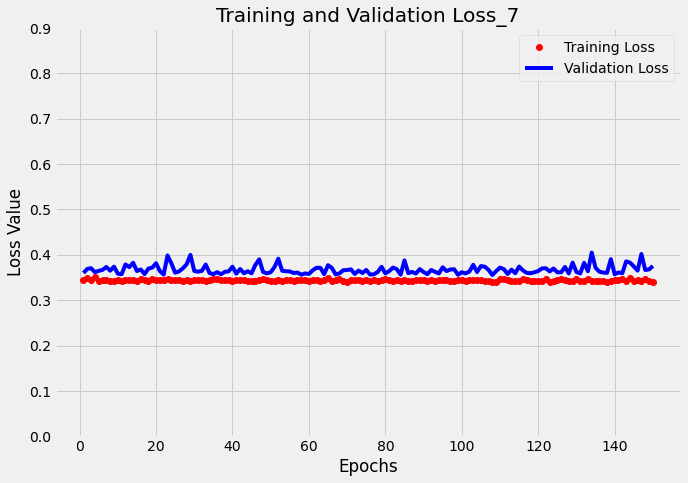 Training and Validation Loss_7
Training Loss
Validation Loss
Loss Value
0.9
0.8
0.7
0.6
0.5
0.4
0.3
0.2
0.1
0.0
0 20 40 60 80 100 120 140
Epochs